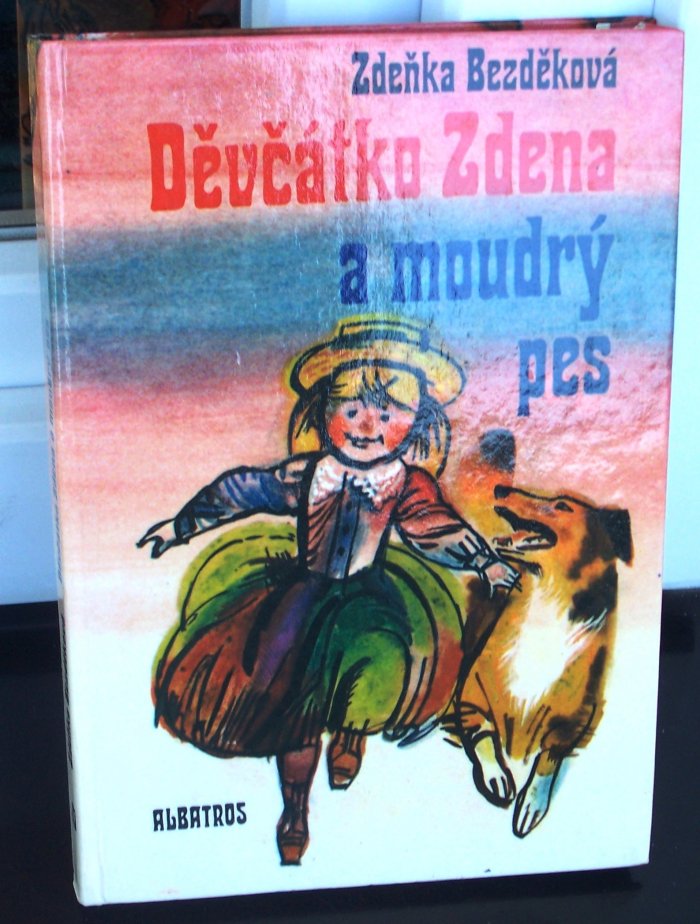 Zdeňka Bezděková
Děvčátko Zdena
a moudrý
pes
ALBATROS